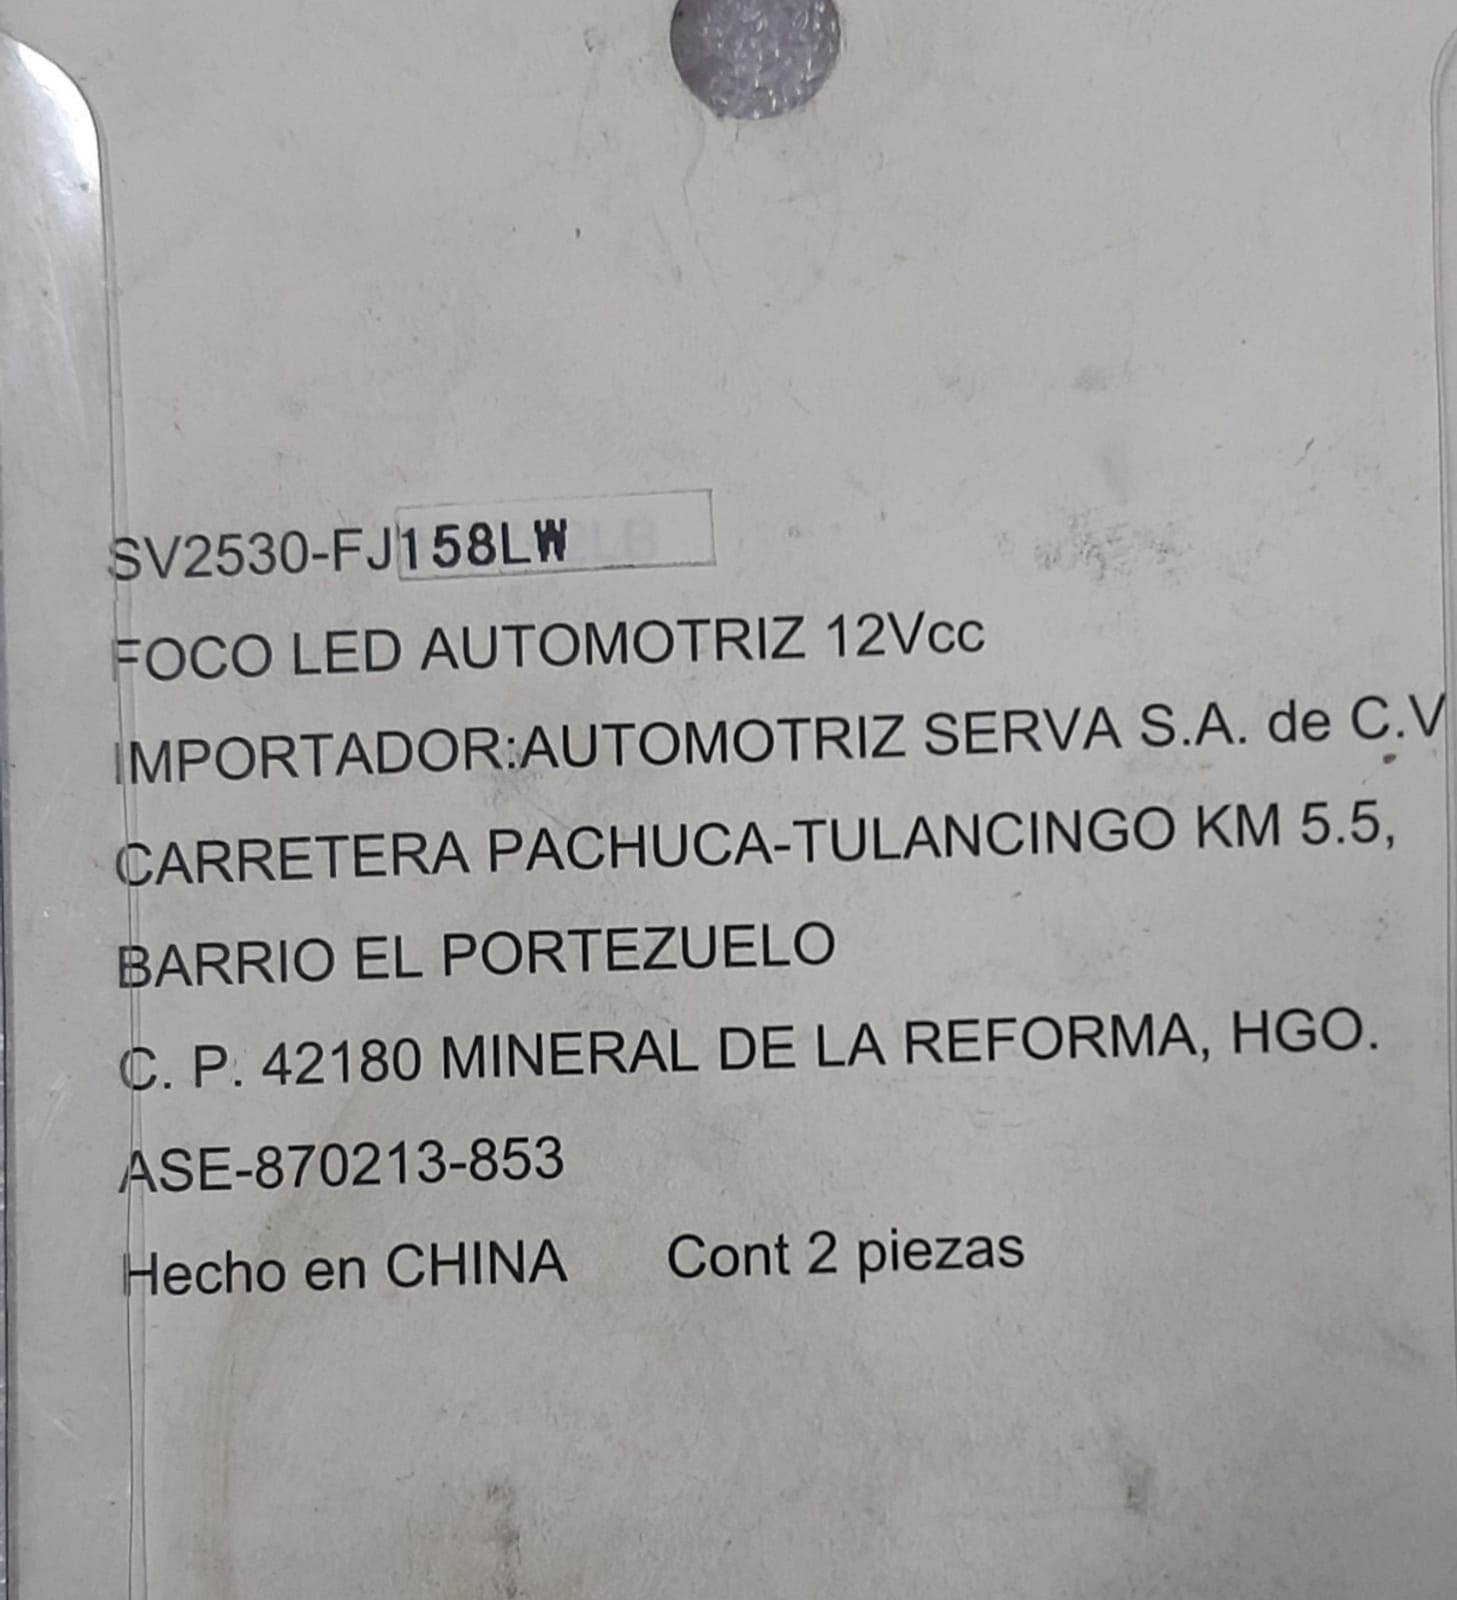 SV2530-FJ158LW
FOCO LED AUTOMOTRIZ 12Vcc
IMPORTADOR:AUTOMOTRIZ SERVA S.A. de C.V
CARRETERA PACHUCA-TULANCINGO KM 5.5,
BARRIO EL PORTEZUELO
C. P. 42180 MINERAL DE LA REFORMA, HGO.
ASE-870213-853
Hecho en CHINA Cont 2 piezas